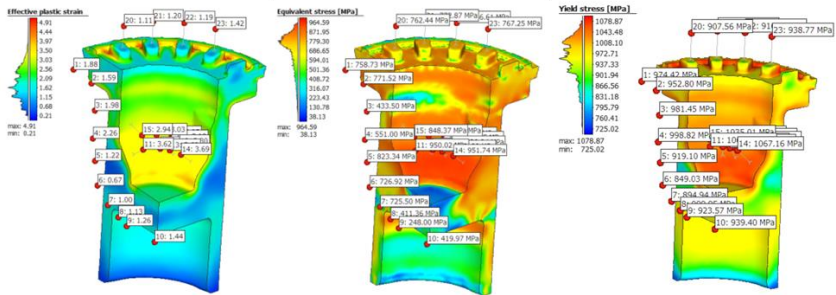 Effective plastic strain
4.91
4.44
3.97
3.50
3.03
2.56
2.09
1.62
1.15
0.68
0.21
max: 4.91
min: 0.21
20: 1.11
21: 1.20
22: 1.19
23: 1.42
1: 1.88
2: 1.59
3: 1.98
4: 2.26
15: 2.94
11: 3.62
14: 3.69
5: 1.22
6: 0.67
7: 1.00
8: 1.13
9: 1.26
10: 1.44
Equivalent stress [MPa]
964.59
871.95
779.30
686.65
594.01
501.36
408.72
316.07
223.43
130.78
38.13
max: 964.59
min: 38.13
20: 762.44 MPa
23: 767.25 MPa
1: 758.73 MPa
2: 771.52 MPa
3: 433.50 MPa
4: 551.00 MPa
15: 848.37 MPa
14: 951.74 MPa
5: 823.34 MPa
6: 726.92 MPa
7: 725.50 MPa
8: 411.36 MPa
9: 248.00 MPa
10: 419.97 MPa
Yield stress [MPa]
1078.87
1043.48
1008.10
972.71
937.33
901.94
866.56
831.18
795.79
760.41
725.02
max: 1078.87
min: 725.02
20: 907.56 MPa
23: 938.77 MPa
1: 974.42 MPa
2: 952.80 MPa
3: 981.45 MPa
4: 998.82 MPa
14: 1067.16 MPa
5: 919.10 MPa
6: 849.03 MPa
7: 894.94 MPa
9: 923.57 MPa
10: 939.40 MPa